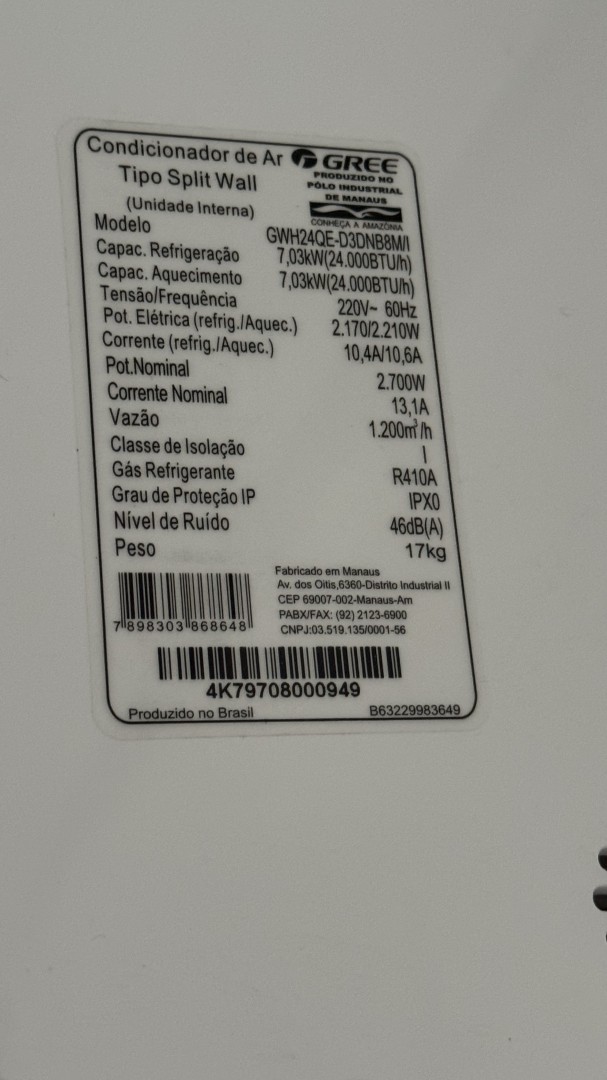 Condicionador de Ar GREE
Tipo Split Wall
PRODUZIDO NO
PÓLO INDUSTRIAL
DE MANAUS
CONHEÇA A AMAZÔNIA
(Unidade Interna)
Modelo GWH24QE-D3DNB8M/I
Capac. Refrigeração 7,03kW(24.000BTU/h)
Capac. Aquecimento 7,03kW(24.000BTU/h)
Tensão/Frequência 220V~ 60Hz
Pot. Elétrica (refrig./Aquec.) 2.170/2.210W
Corrente (refrig./Aquec.) 10,4A/10,6A
Pot.Nominal 2.700W
Corrente Nominal 13,1A
Vazão 1.200m³/h
Classe de Isolação I
Gás Refrigerante R410A
Grau de Proteção IP IPX0
Nível de Ruído 46dB(A)
Peso 17kg
Fabricado em Manaus
Av. dos Oitis,6360-Distrito Industrial II
CEP 69007-002-Manaus-Am
PABX/FAX: (92) 2123-6900
CNPJ:03.519.135/0001-56
7 898303 868648
4K79708000949
Produzido no Brasil B63229983649